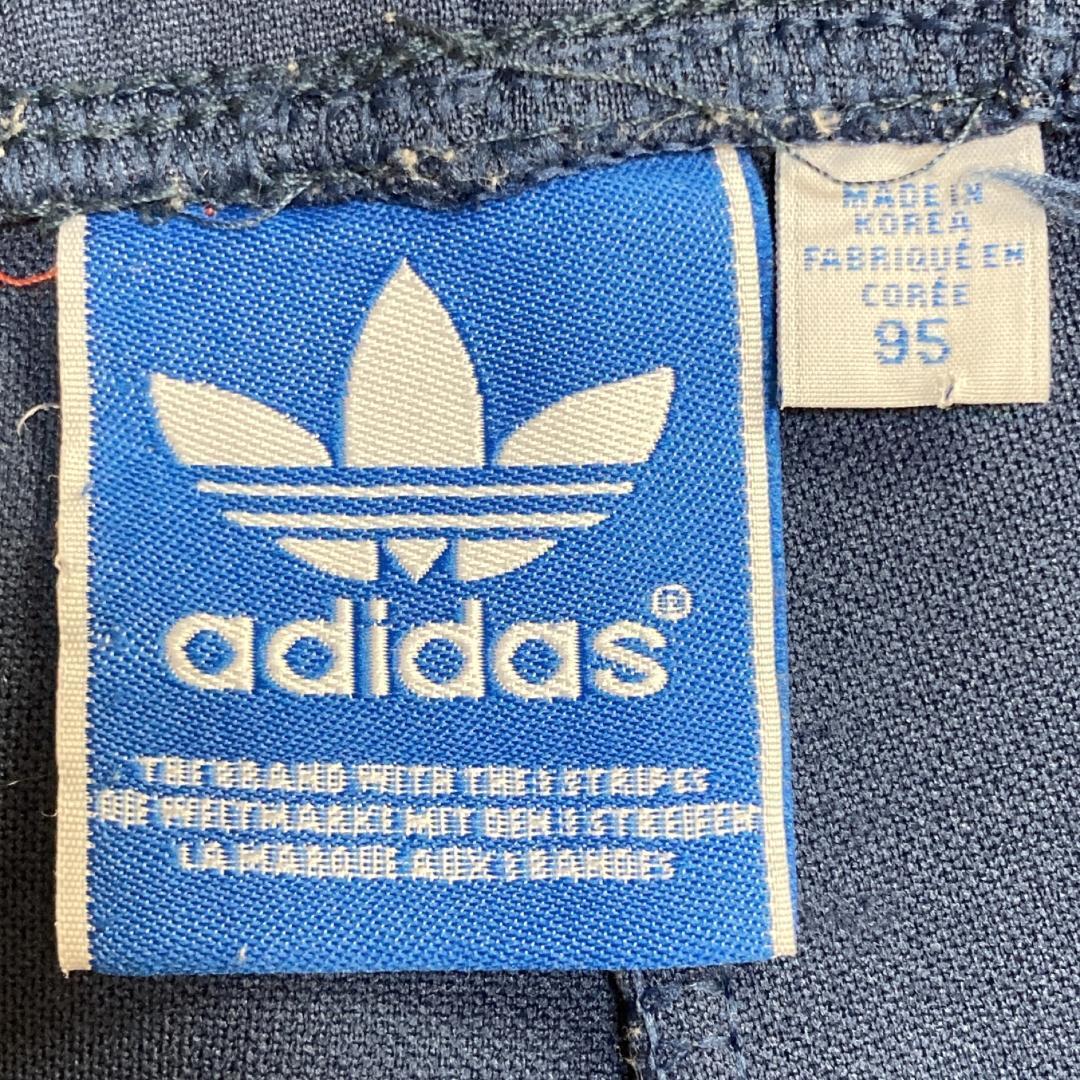 adidas®
THE BRAND WITH THE 3 STRIPES
DIE WELTMARKE MIT DEN 3 STREIFEN
LA MARQUE AUX 3 BANDES
MADE IN
KOREA
FABRIQUÉ EN
CORÉE
95